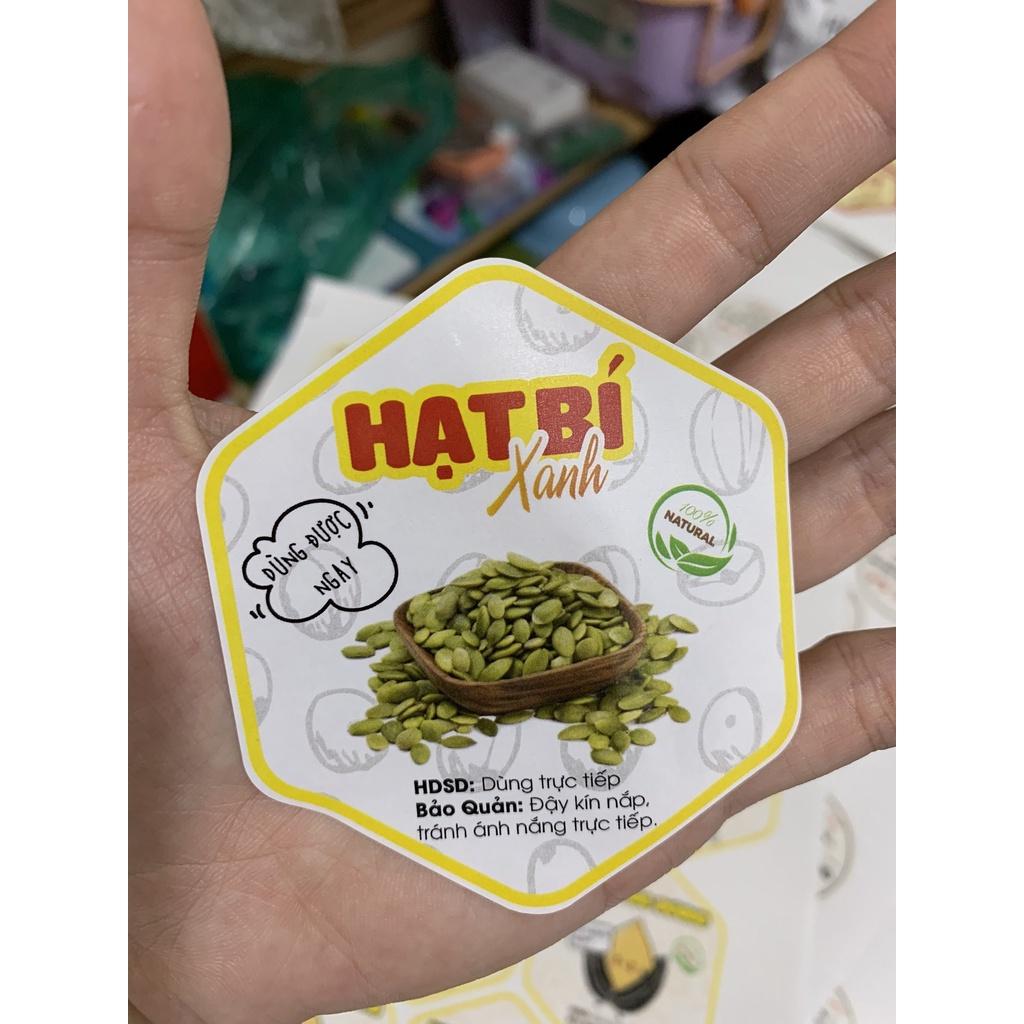 HẠT BÍ
Xanh
DÙNG ĐƯỢC
NGAY
100%
NATURAL
HDSD: Dùng trực tiếp
Bảo Quản: Đậy kín nắp,
tránh ánh nắng trực tiếp.